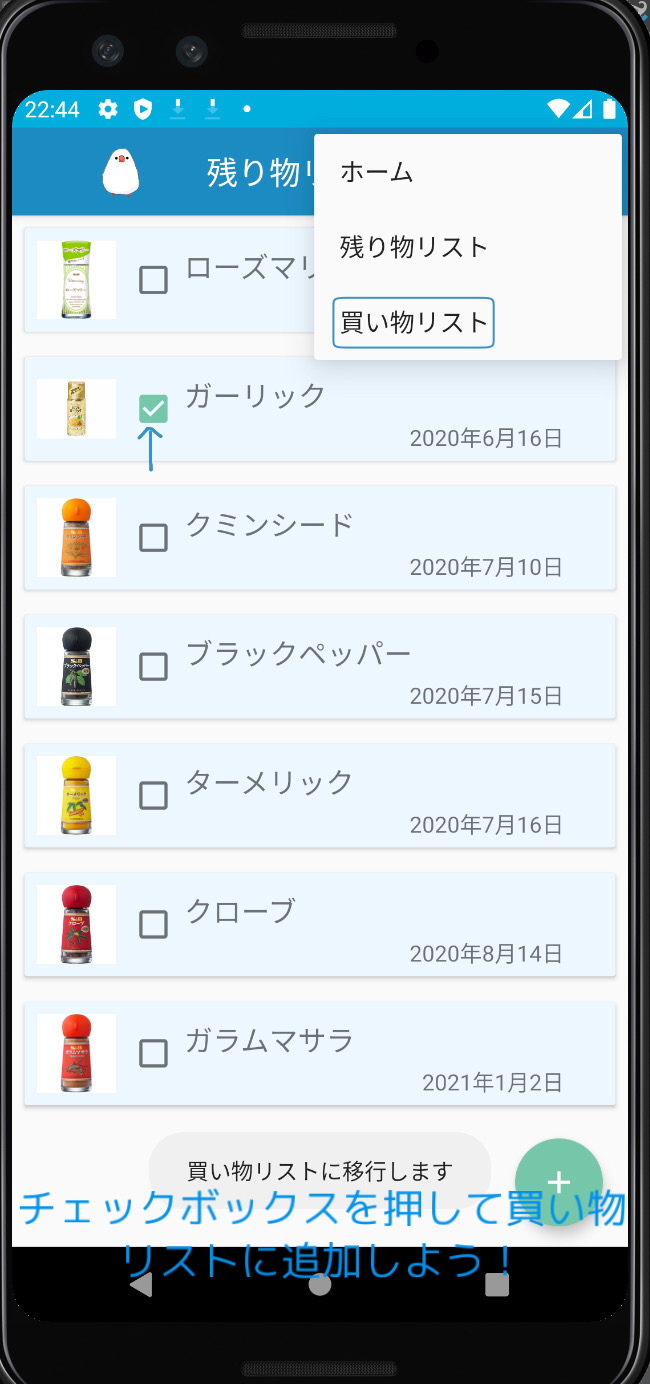 22:44
残り物リ
ホーム
残り物リスト
買い物リスト
ローズマリ
ガーリック
2020年6月16日
クミンシード
2020年7月10日
ブラックペッパー
2020年7月15日
ターメリック
2020年7月16日
クローブ
2020年8月14日
ガラムマサラ
2021年1月2日
買い物リストに移行します
チェックボックスを押して買い物
リストに追加しよう！